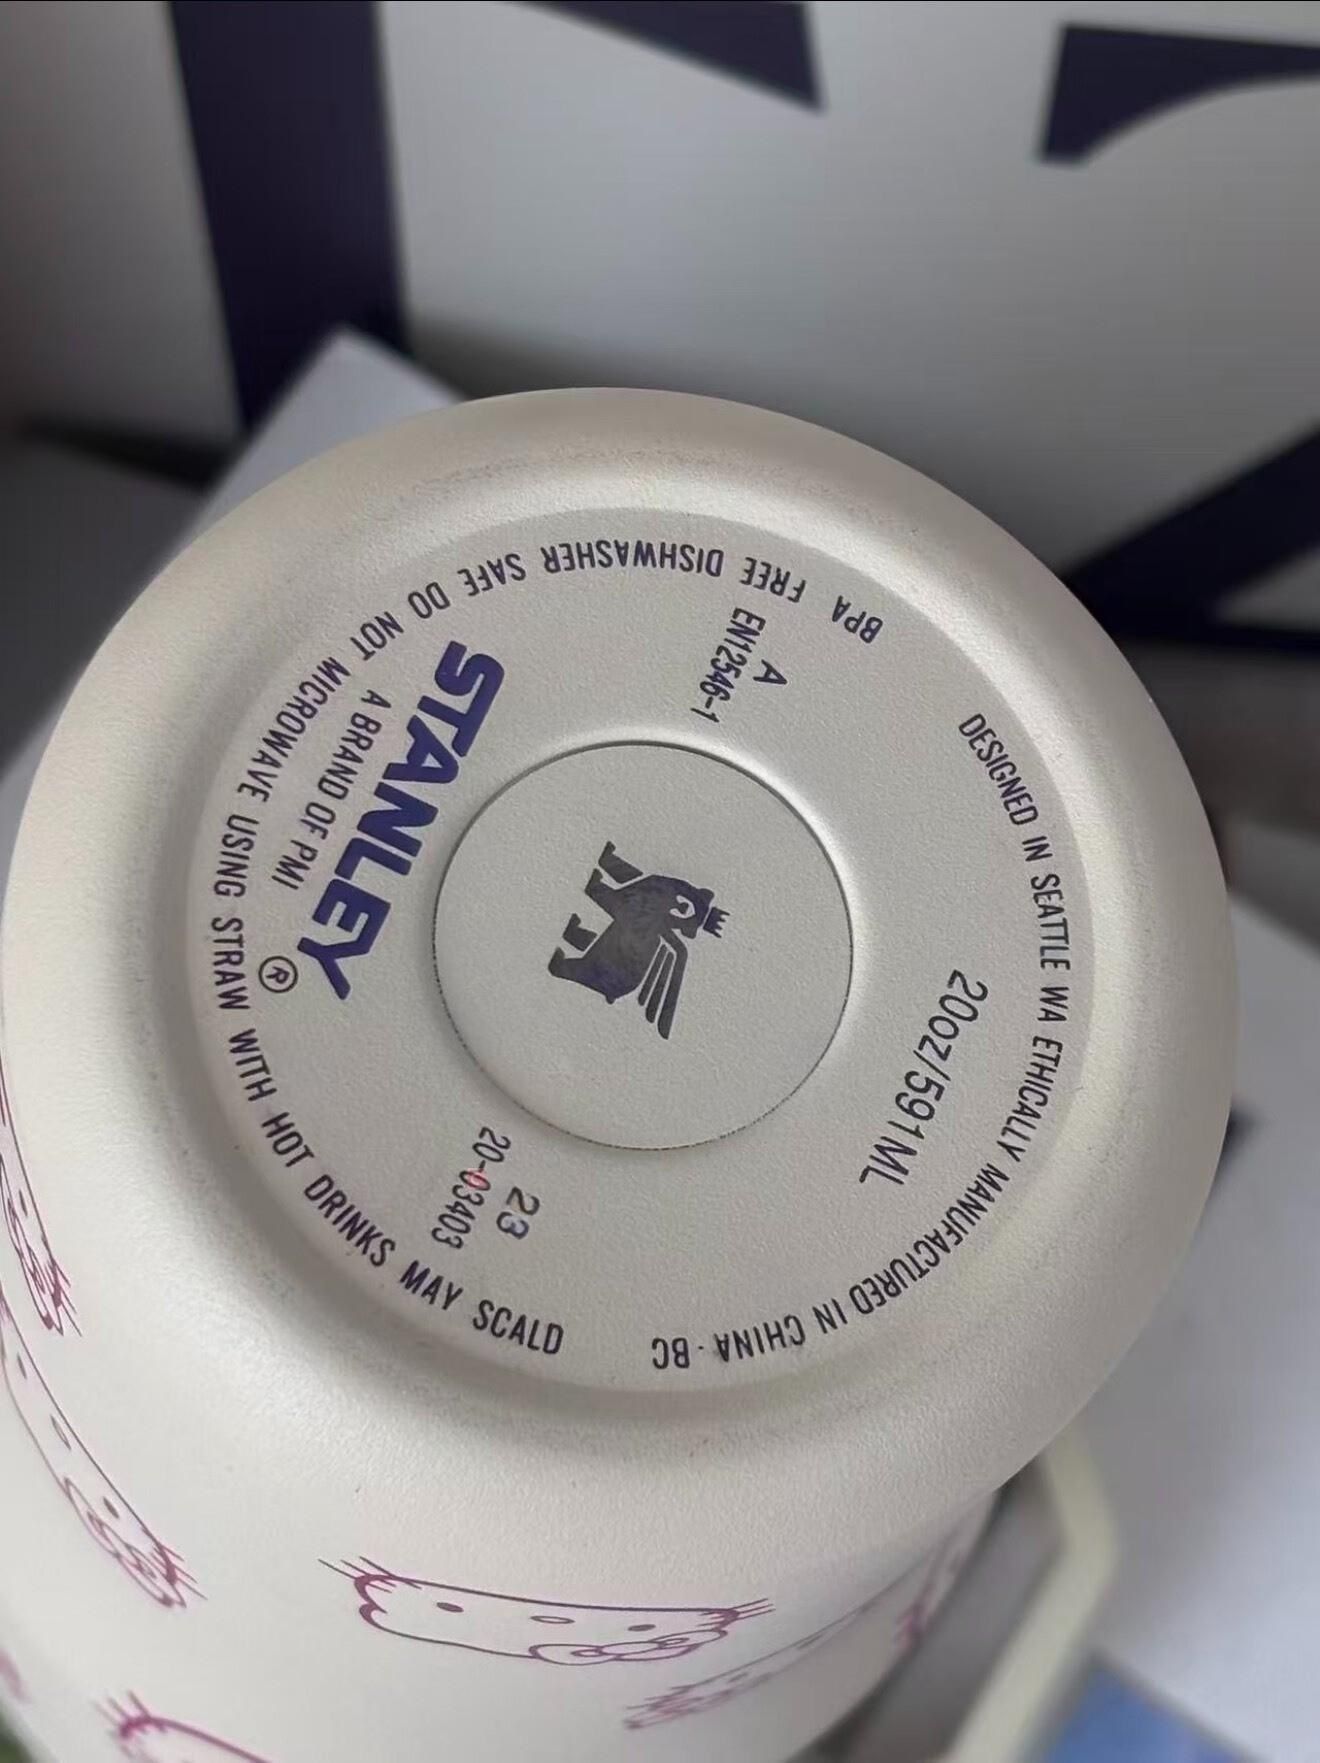 BPA FREE DISHWASHER SAFE DO NOT MICROWAVE USING STRAW WITH HOT DRINKS MAY SCALD
STANLEY®
A BRAND OF PMI
A
EN12546-1
20oz/591ML
23
20-03403
DESIGNED IN SEATTLE WA ETHICALLY MANUFACTURED IN CHINA · BC